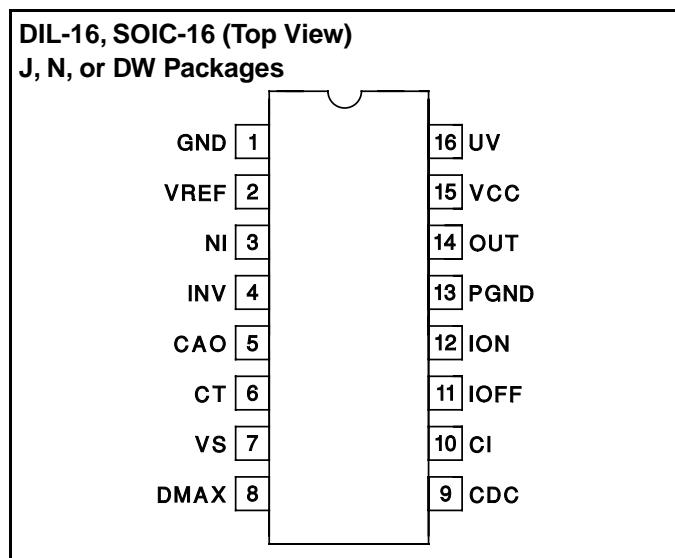 DIL-16, SOIC-16 (Top View)
J, N, or DW Packages
GND 1 16 UV
VREF 2 15 VCC
NI 3 14 OUT
INV 4 13 PGND
CAO 5 12 ION
CT 6 11 IOFF
VS 7 10 CI
DMAX 8 9 CDC